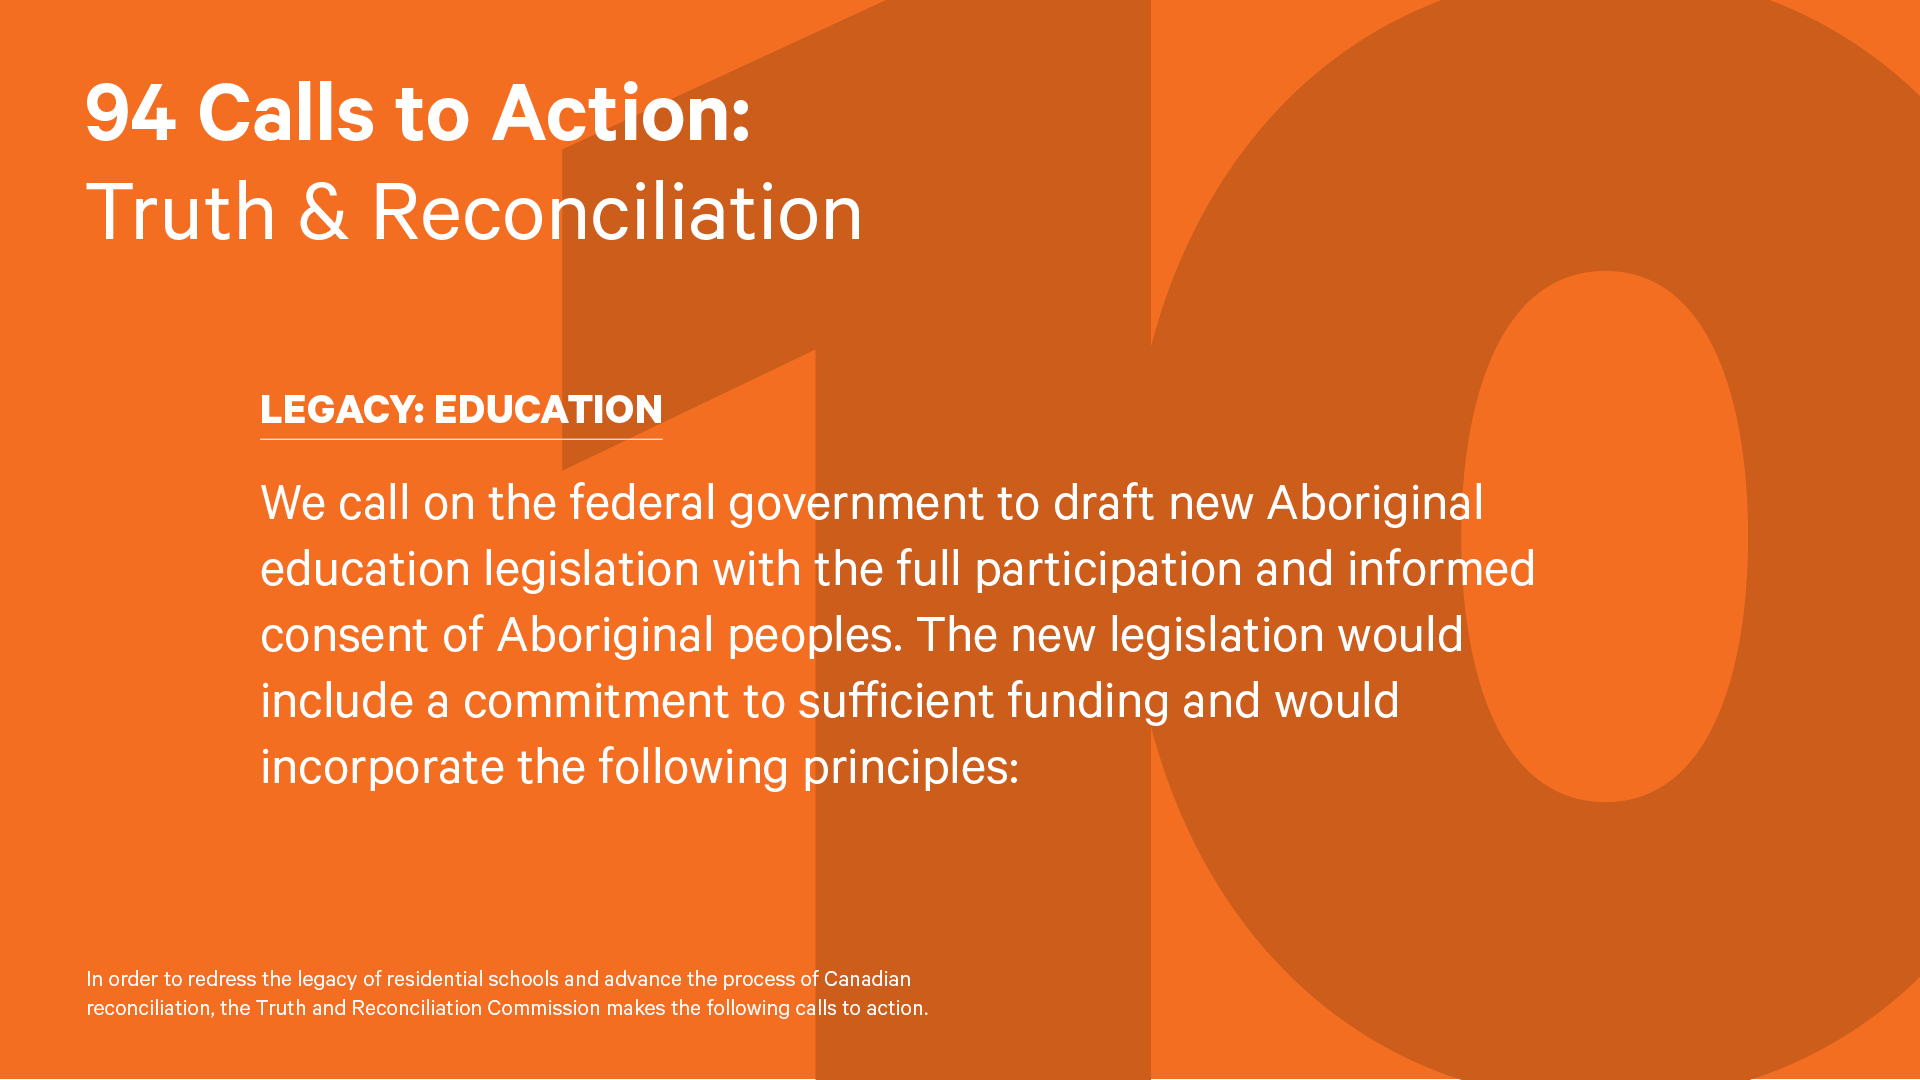 94 Calls to Action:
Truth & Reconciliation
10
LEGACY: EDUCATION
We call on the federal government to draft new Aboriginal
education legislation with the full participation and informed
consent of Aboriginal peoples. The new legislation would
include a commitment to sufficient funding and would
incorporate the following principles:
In order to redress the legacy of residential schools and advance the process of Canadian
reconciliation, the Truth and Reconciliation Commission makes the following calls to action.